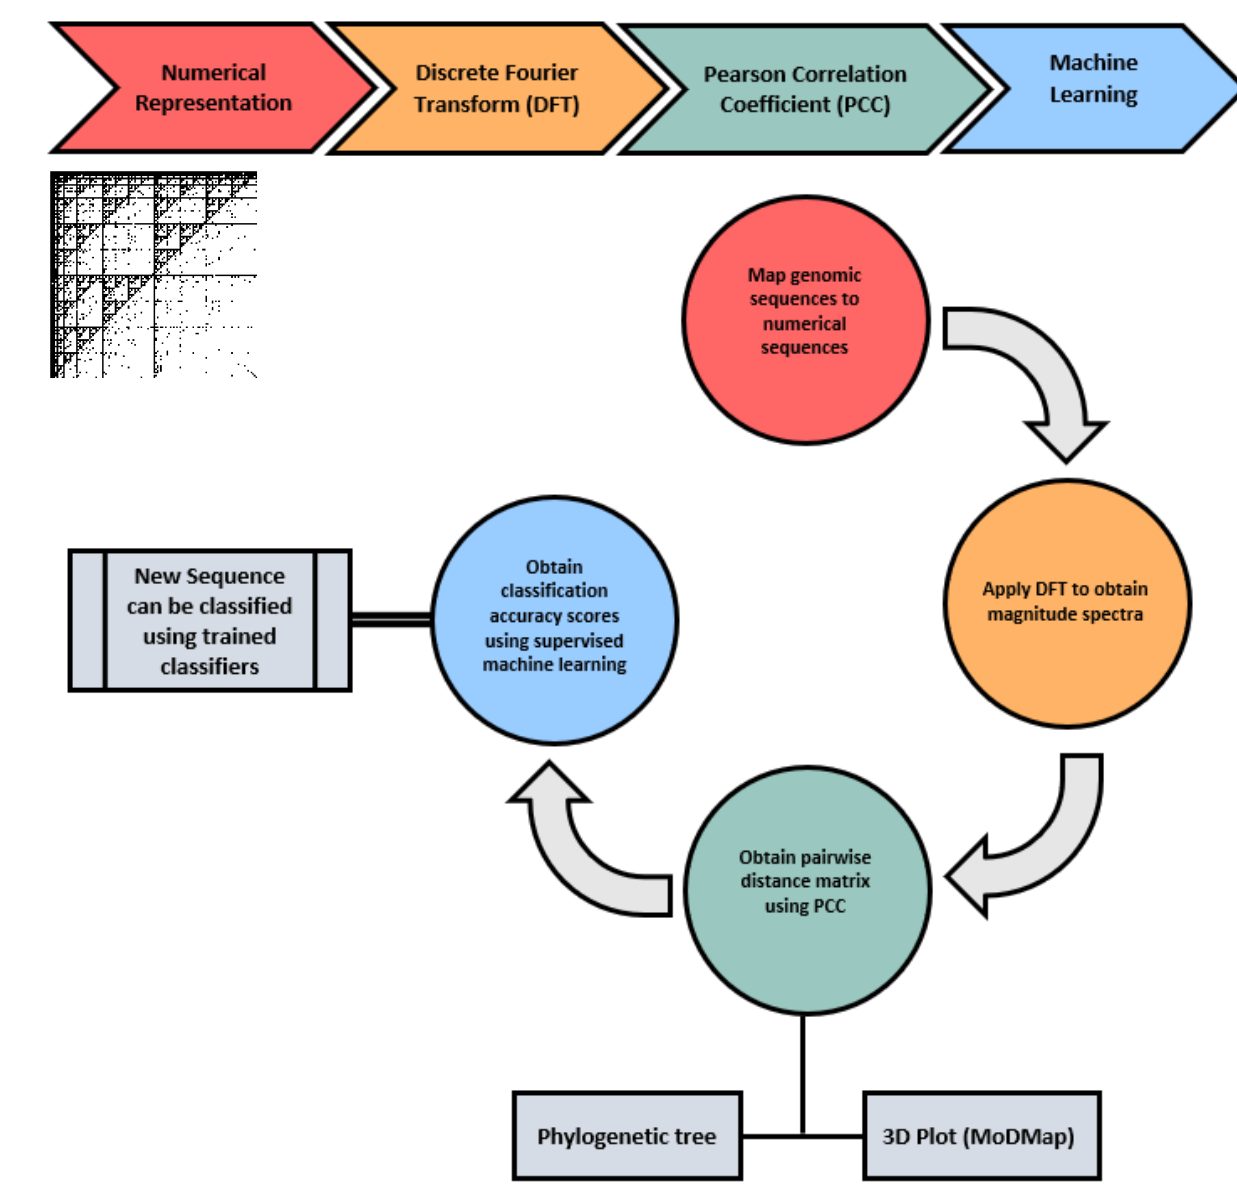 Numerical
Representation
Discrete Fourier
Transform (DFT)
Pearson Correlation
Coefficient (PCC)
Machine
Learning
Map genomic
sequences to
numerical
sequences
Apply DFT to obtain
magnitude spectra
Obtain pairwise
distance matrix
using PCC
Obtain
classification
accuracy scores
using supervised
machine learning
New Sequence
can be classified
using trained
classifiers
Phylogenetic tree
3D Plot (MoDMap)